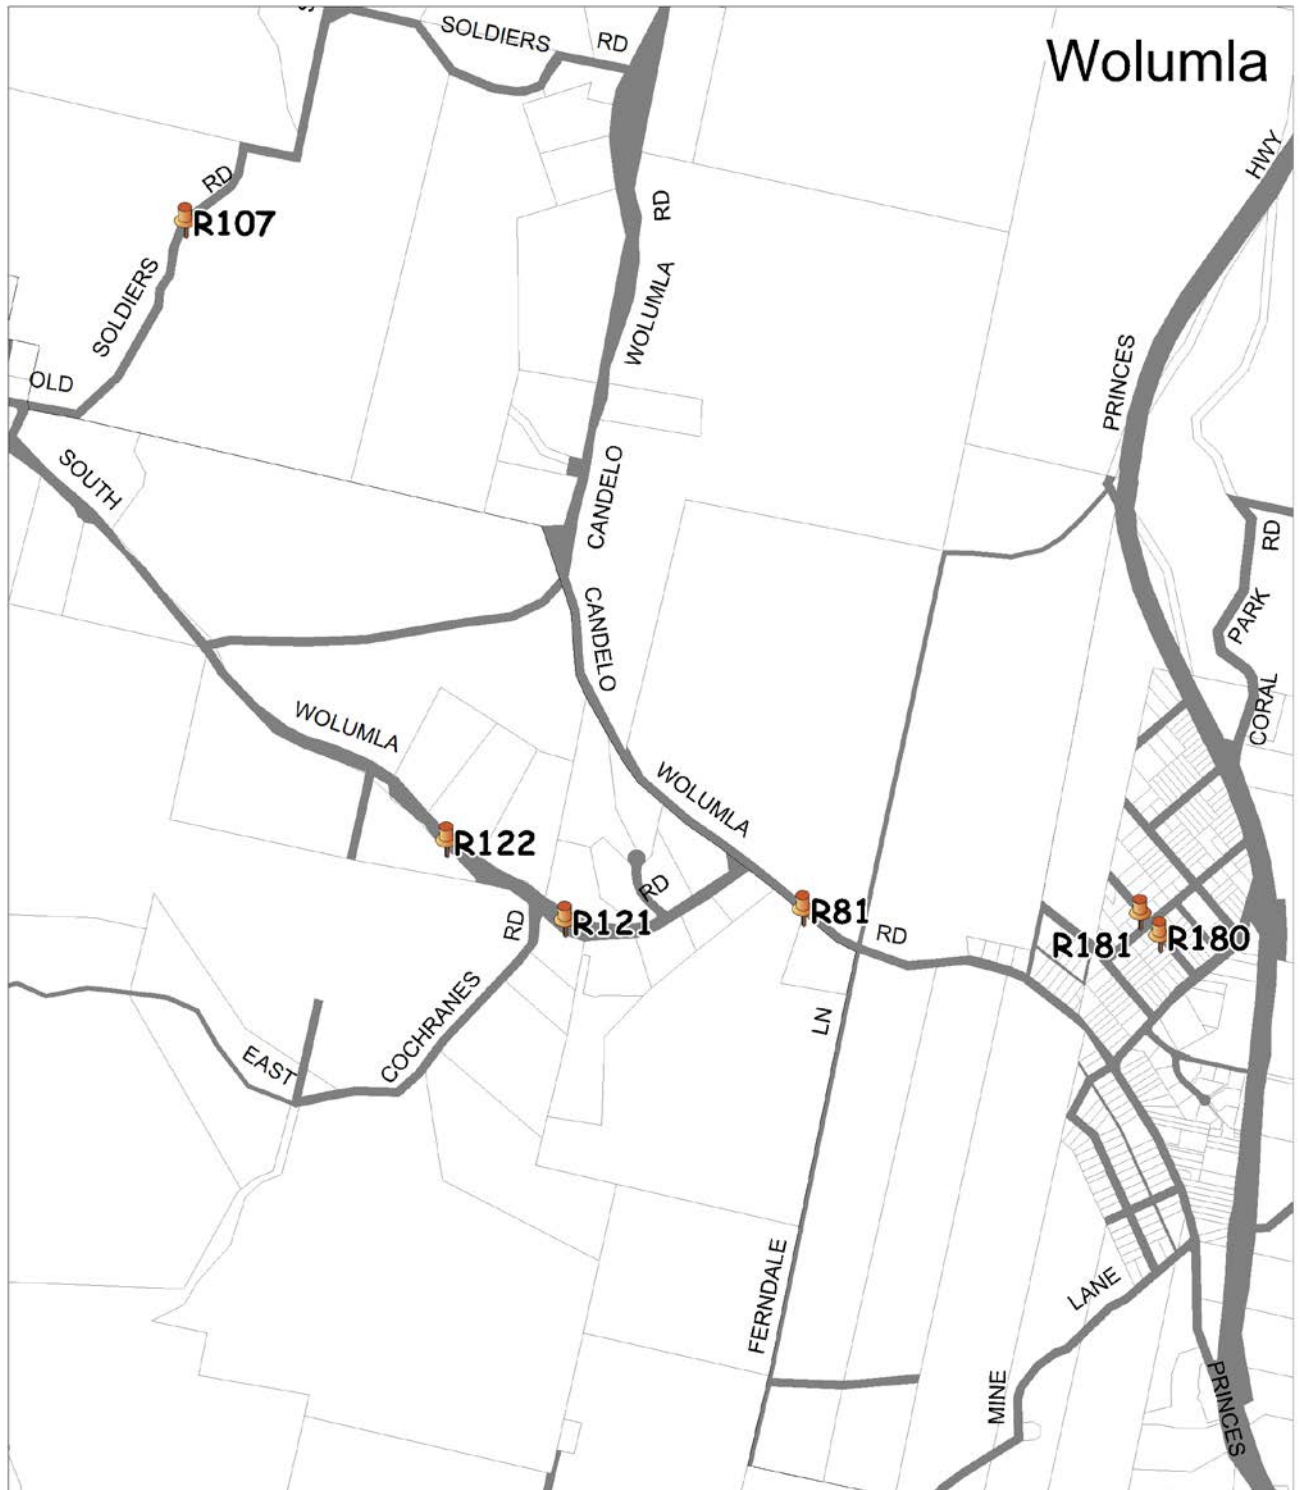 SOLDIERS
RD
Wolumla
HWY
RD
RD
R107
SOLDIERS
WOLUMLA
PRINCES
OLD
SOUTH
CANDELO
RD
CANDELO
PARK
CORAL
WOLUMLA
WOLUMLA
R122
RD
R81
R121
RD
RD
R181
R180
LN
COCHRANES
EAST
FERNDALE
LANE
MINE
PRINCES